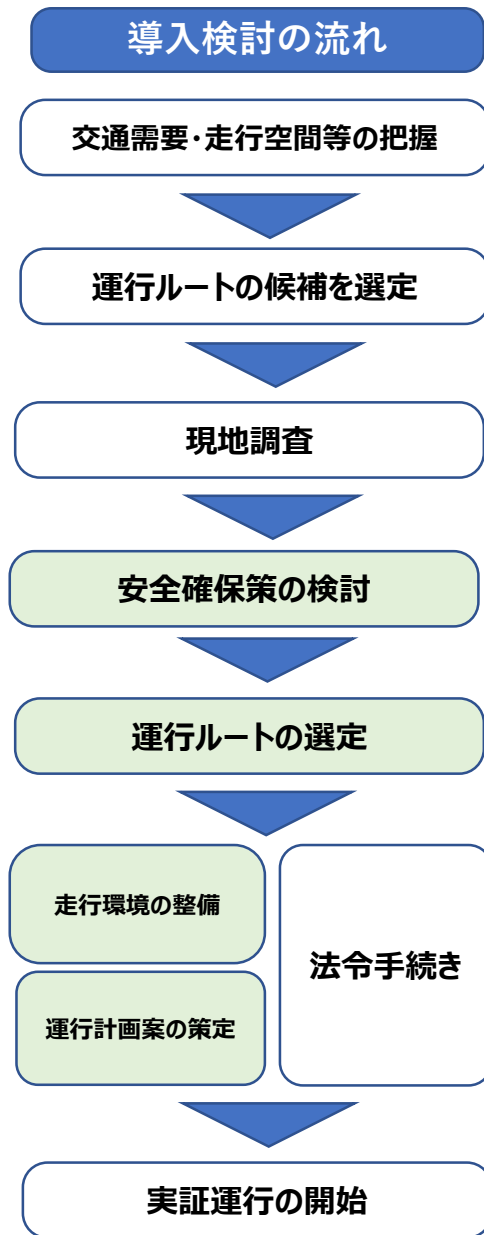 導入検討の流れ
交通需要・走行空間等の把握
運行ルートの候補を選定
現地調査
安全確保策の検討
運行ルートの選定
走行環境の整備
運行計画案の策定
法令手続き
実証運行の開始